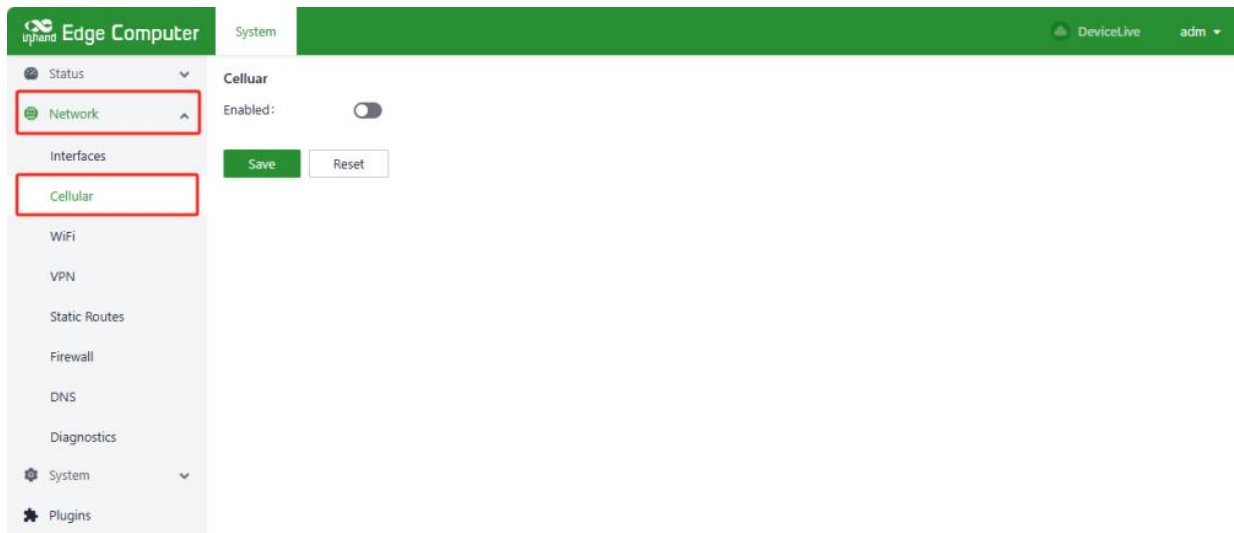 inhand Edge Computer
System
DeviceLive
adm
Status
Network
Interfaces
Cellular
WiFi
VPN
Static Routes
Firewall
DNS
Diagnostics
System
Plugins
Celluar
Enabled:
Save
Reset